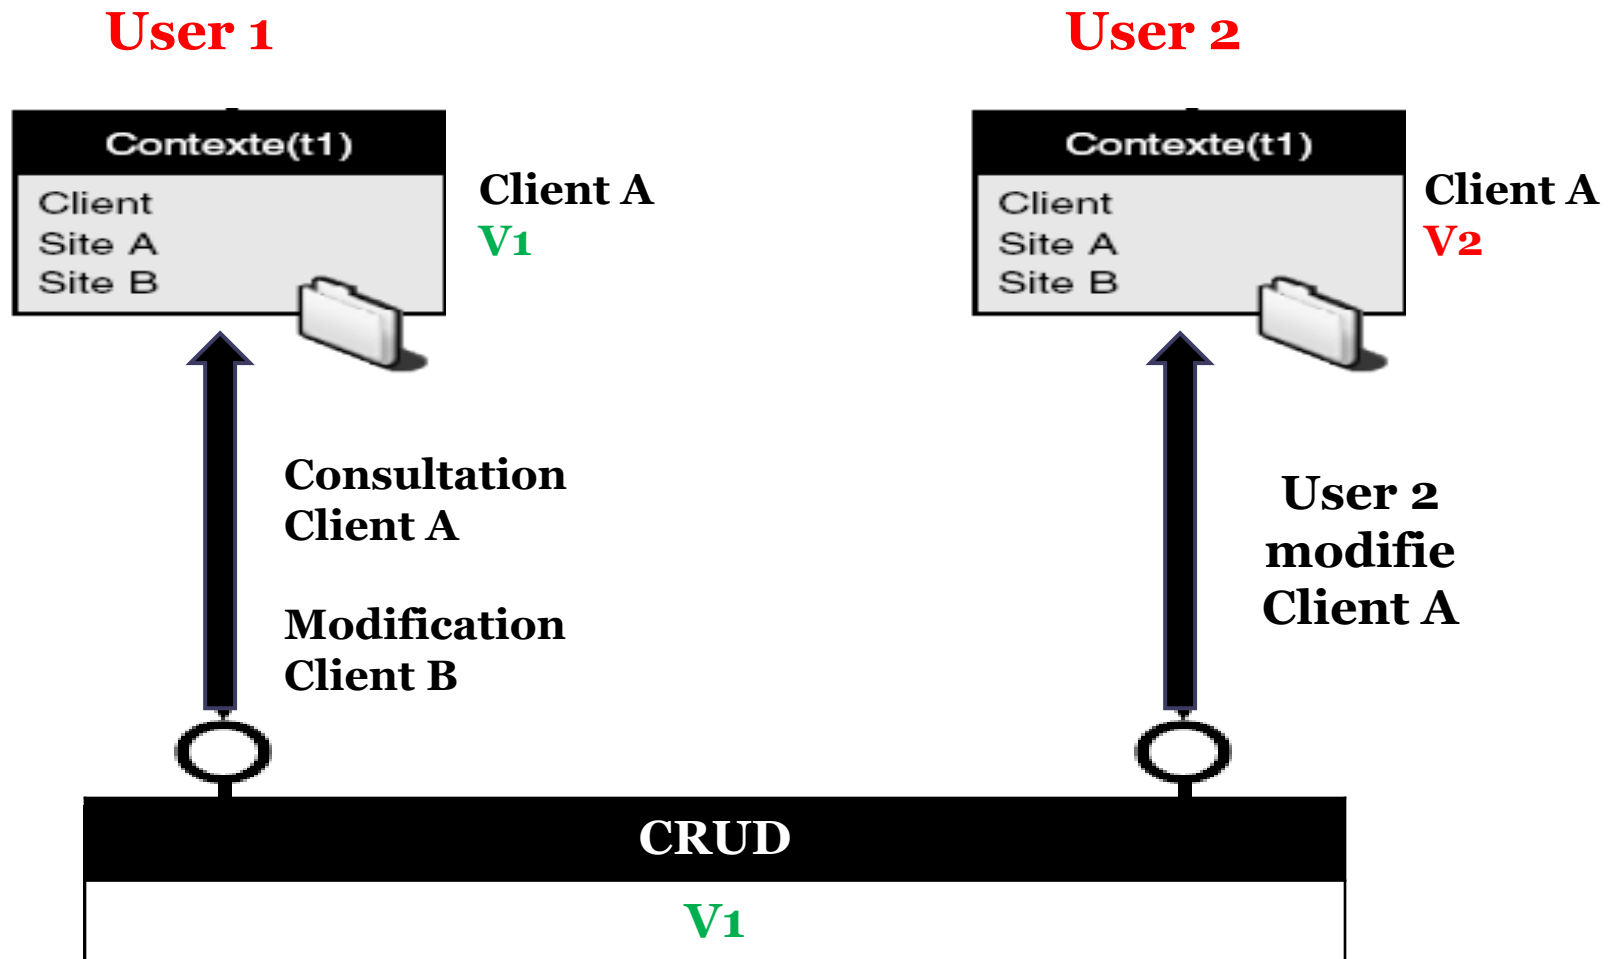 User 1
User 2
Contexte(t1)
Client
Site A
Site B
Client A
V1
Contexte(t1)
Client
Site A
Site B
Client A
V2
Consultation
Client A
Modification
Client B
User 2
modifie
Client A
CRUD
V1